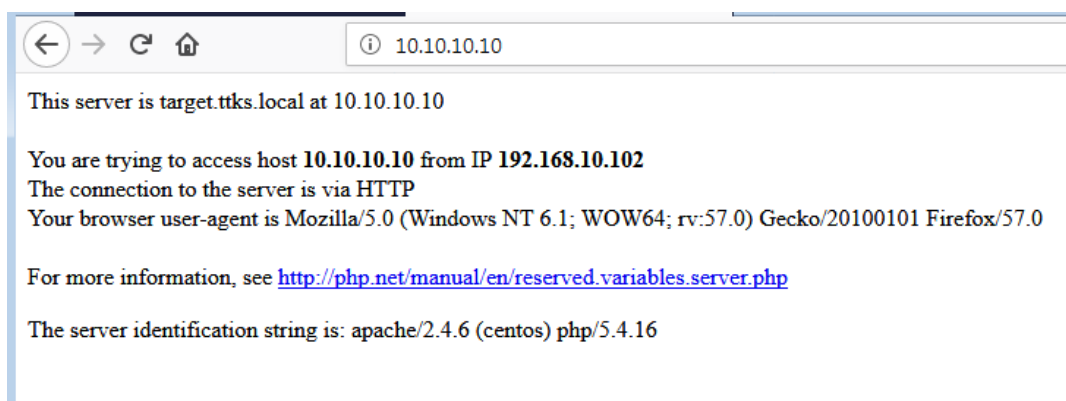 10.10.10.10
This server is target.ttks.local at 10.10.10.10
You are trying to access host 10.10.10.10 from IP 192.168.10.102
The connection to the server is via HTTP
Your browser user-agent is Mozilla/5.0 (Windows NT 6.1; WOW64; rv:57.0) Gecko/20100101 Firefox/57.0
For more information, see http://php.net/manual/en/reserved.variables.server.php
The server identification string is: apache/2.4.6 (centos) php/5.4.16